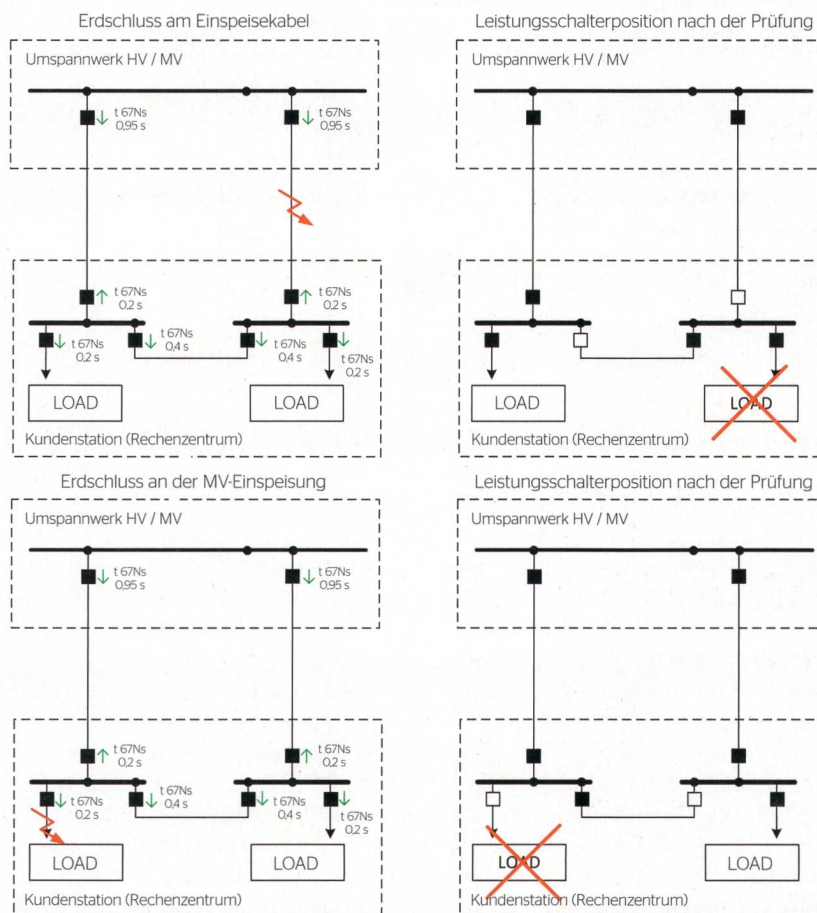 Erdschluss am Einspeisekabel
Umspannwerk HV / MV
t 67Ns
0,95 s
t 67Ns
0,95 s
t 67Ns
0,2 s
t 67Ns
0,2 s
t 67Ns
0,2 s
t 67Ns
0,4 s
t 67Ns
0,4 s
t 67Ns
0,2 s
LOAD
LOAD
Kundenstation (Rechenzentrum)
Leistungsschalterposition nach der Prüfung
Umspannwerk HV / MV
LOAD
LOAD
Kundenstation (Rechenzentrum)
Erdschluss an der MV-Einspeisung
Umspannwerk HV / MV
t 67Ns
0,95 s
t 67Ns
0,95 s
t 67Ns
0,2 s
t 67Ns
0,2 s
t 67Ns
0,2 s
t 67Ns
0,4 s
t 67Ns
0,4 s
t 67Ns
0,2 s
LOAD
LOAD
Kundenstation (Rechenzentrum)
Leistungsschalterposition nach der Prüfung
Umspannwerk HV / MV
LOAD
LOAD
Kundenstation (Rechenzentrum)